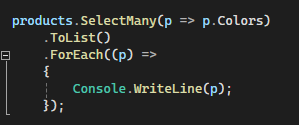 products.SelectMany(p => p.Colors)
.ToList()
.ForEach((p) =>
{
Console.WriteLine(p);
});